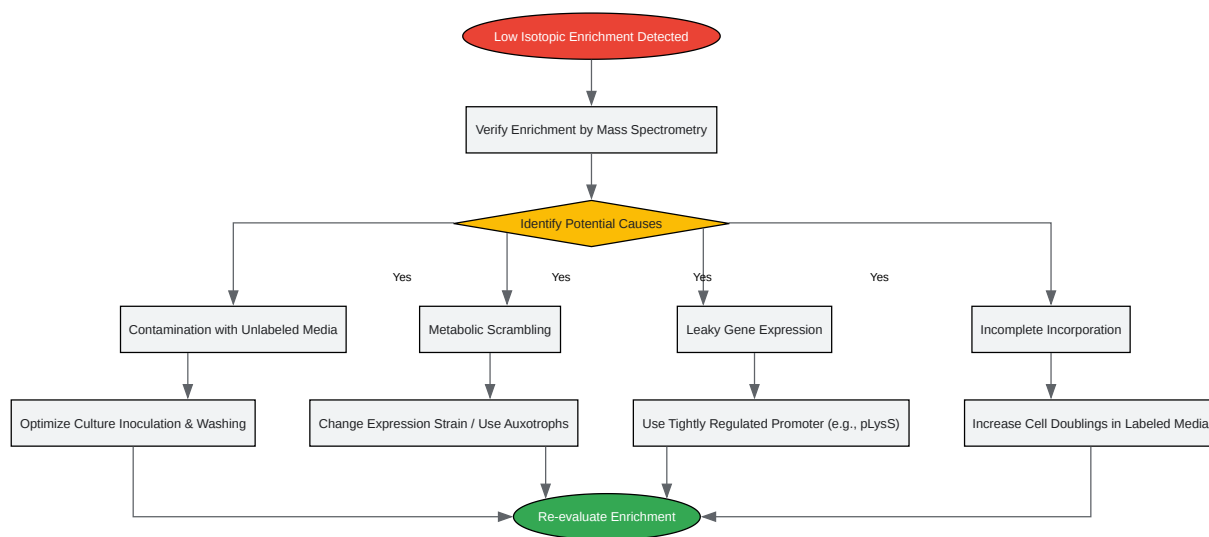 Low Isotopic Enrichment Detected
Verify Enrichment by Mass Spectrometry
Identify Potential Causes
Yes
Yes
Yes
Yes
Contamination with Unlabeled Media
Metabolic Scrambling
Leaky Gene Expression
Incomplete Incorporation
Optimize Culture Inoculation & Washing
Change Expression Strain / Use Auxotrophs
Use Tightly Regulated Promoter (e.g., pLysS)
Increase Cell Doublings in Labeled Media
Re-evaluate Enrichment